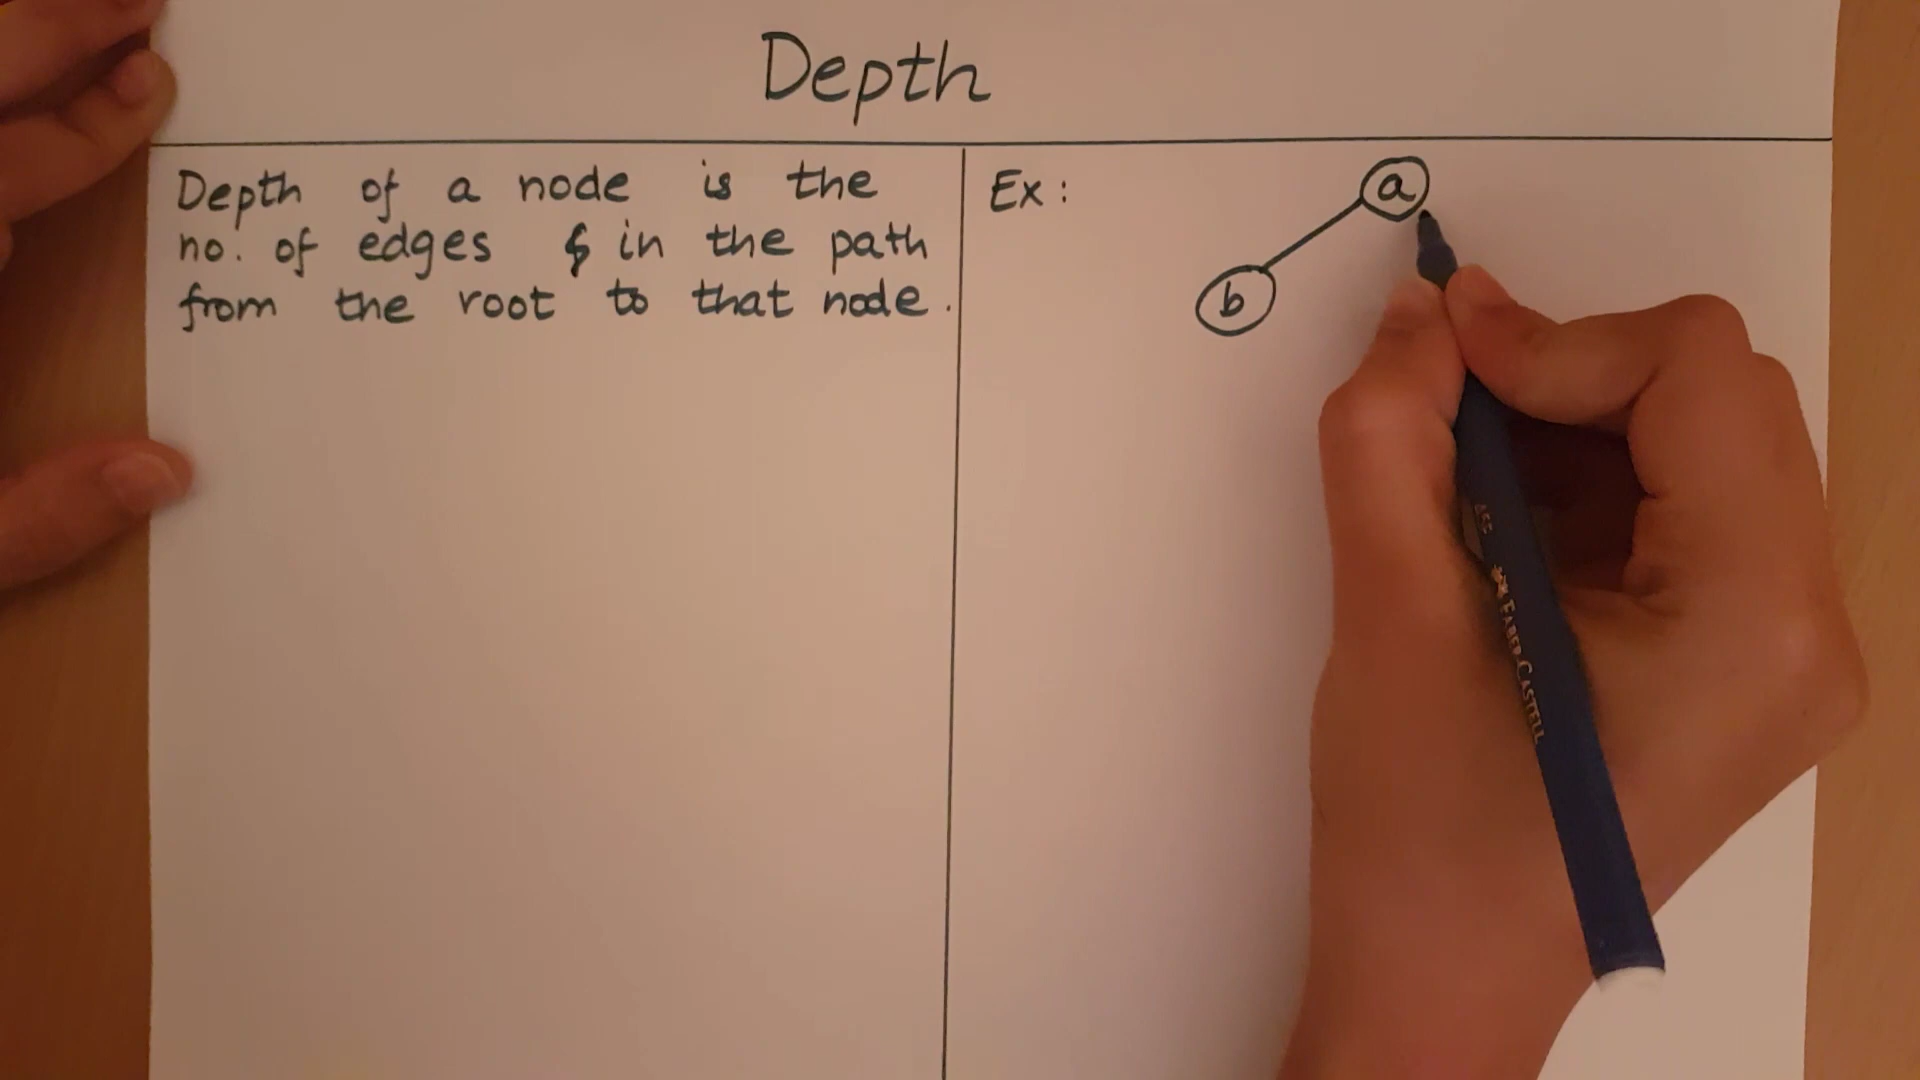 Depth
Depth of a node is the
no. of edges in the path
from the root to that node.
Ex :
a
b
FABER-CASTELL